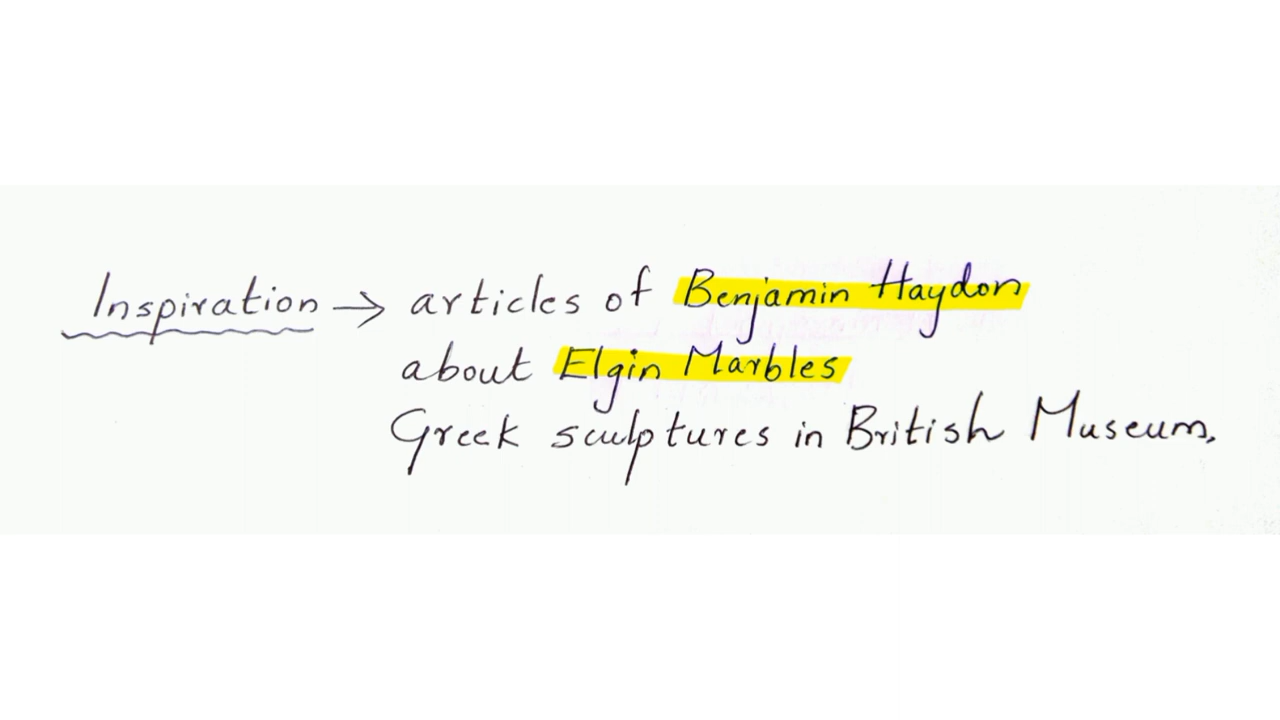 Inspiration → articles of Benjamin Haydon
about Elgin Marbles
Greek sculptures in British Museum.